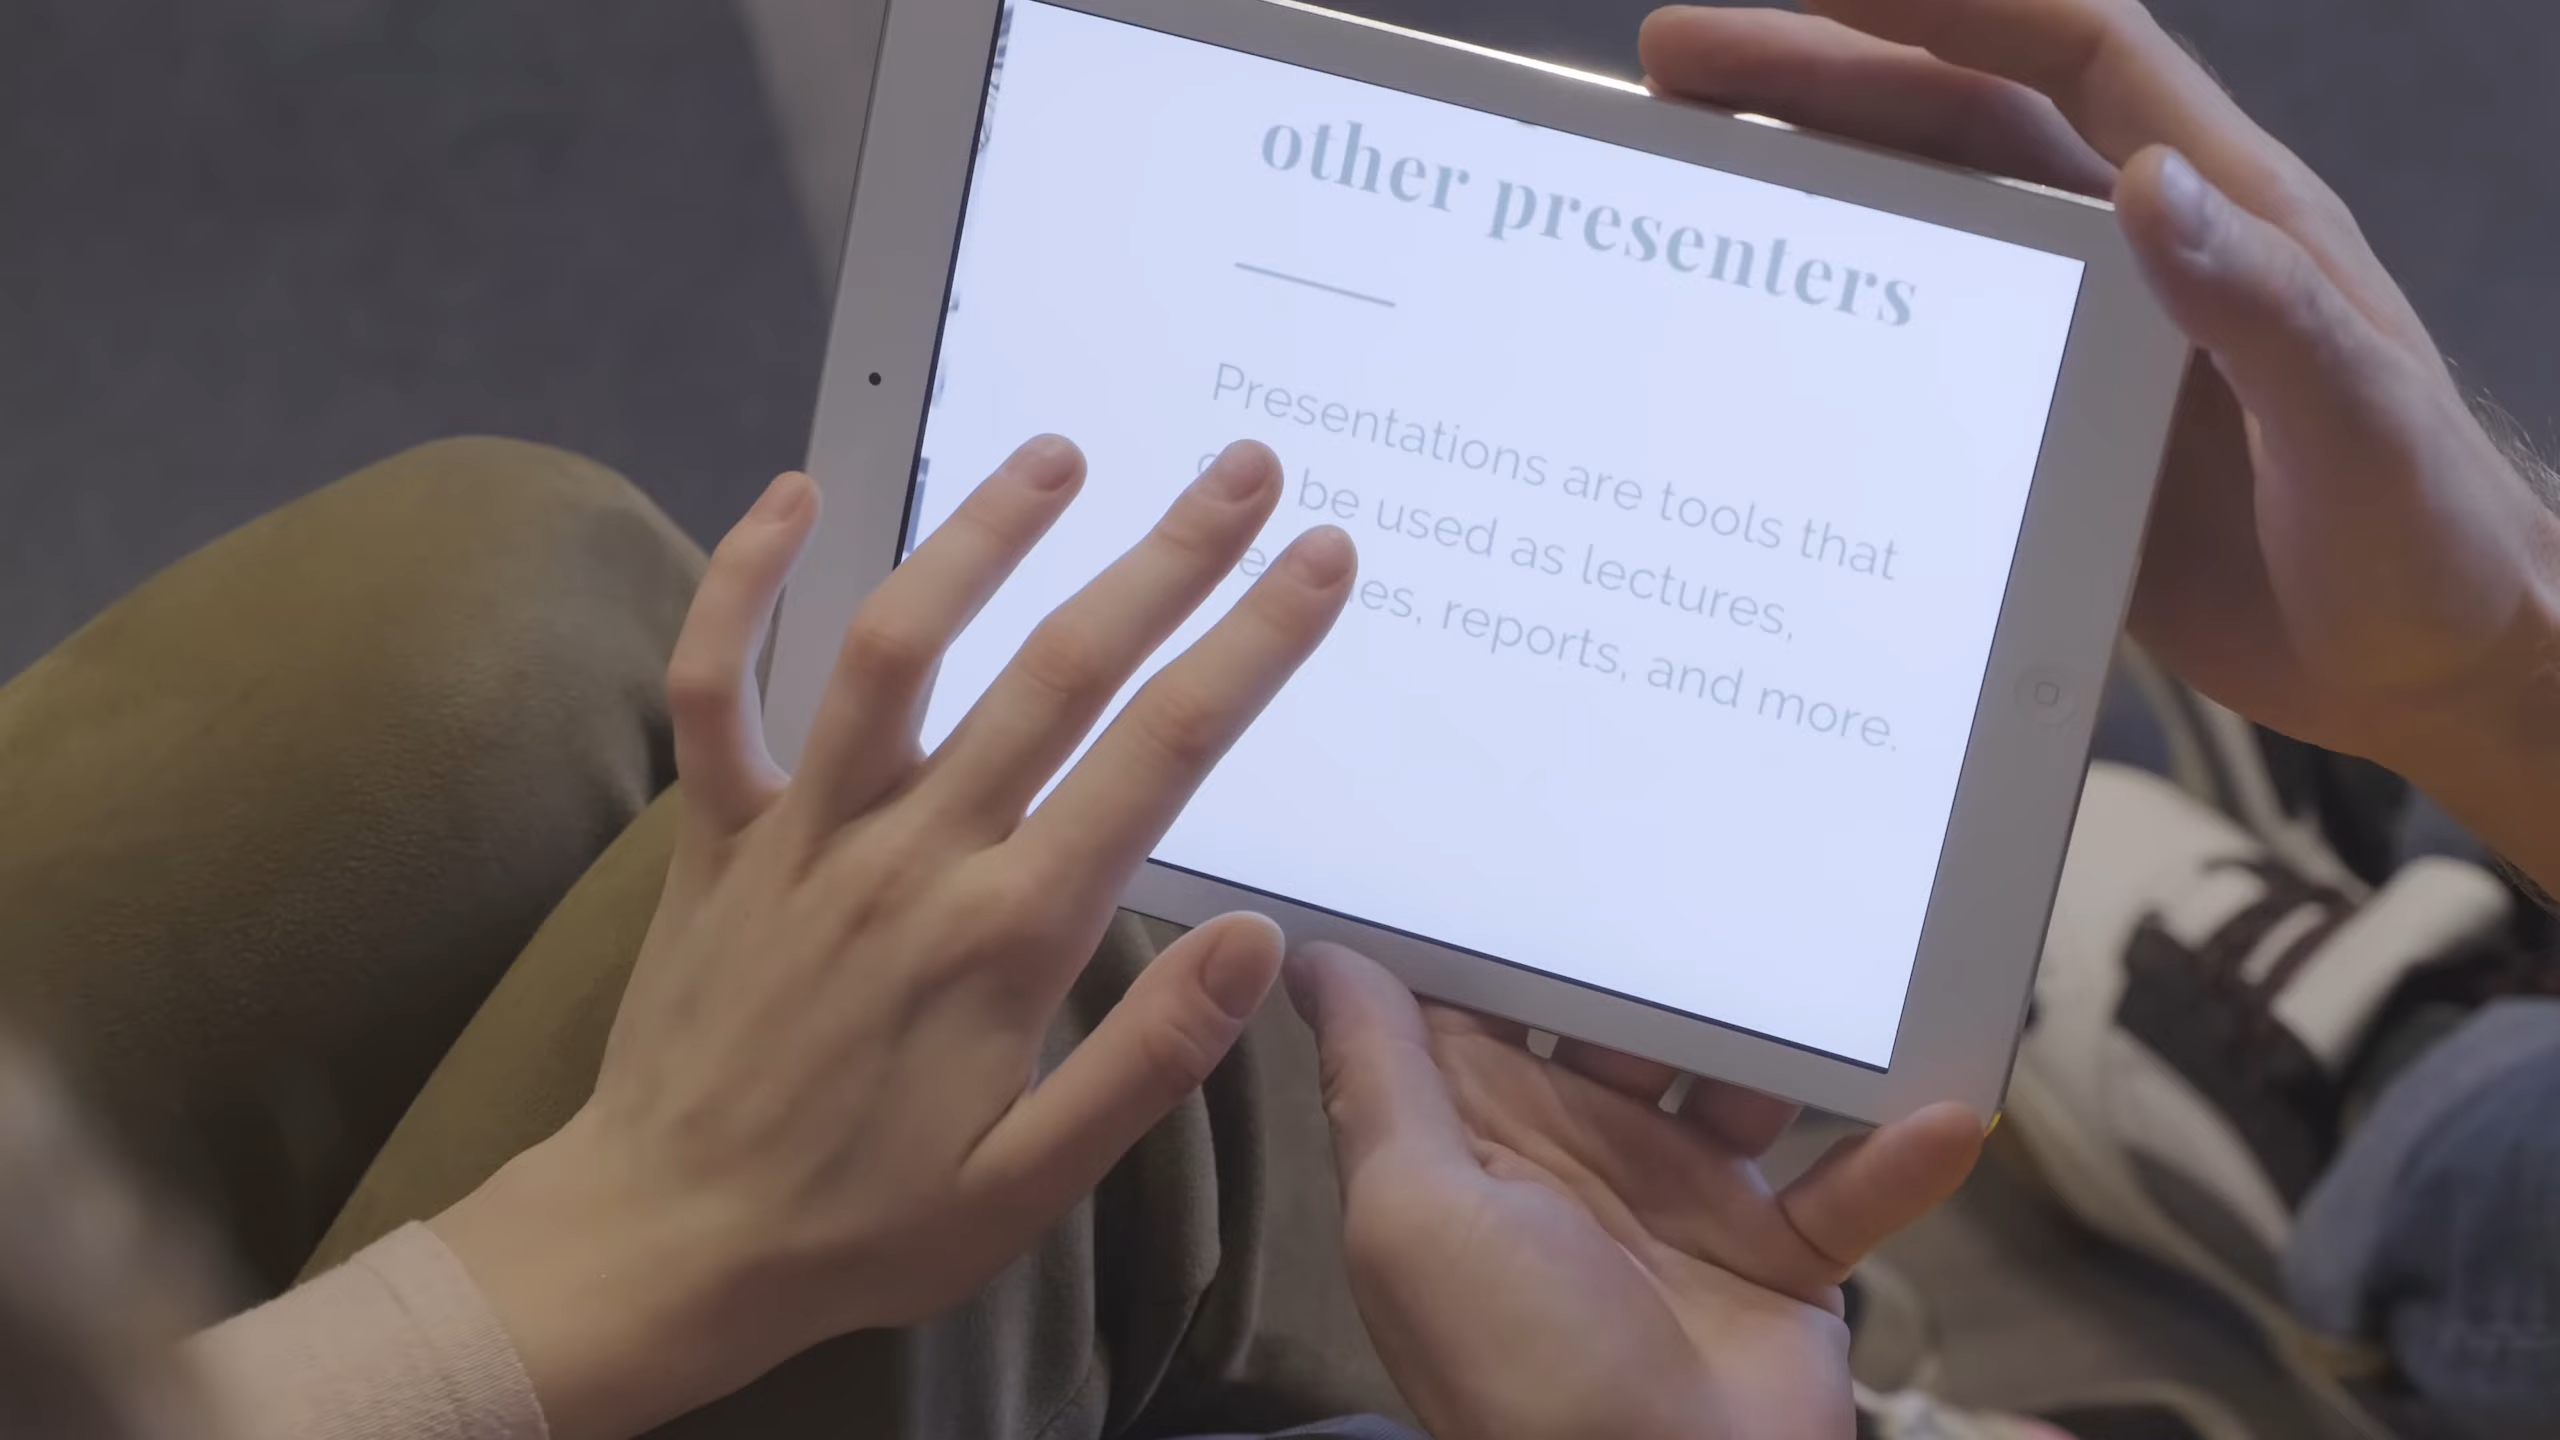 other presenters
Presentations are tools that
be used as lectures,
reports, and more.